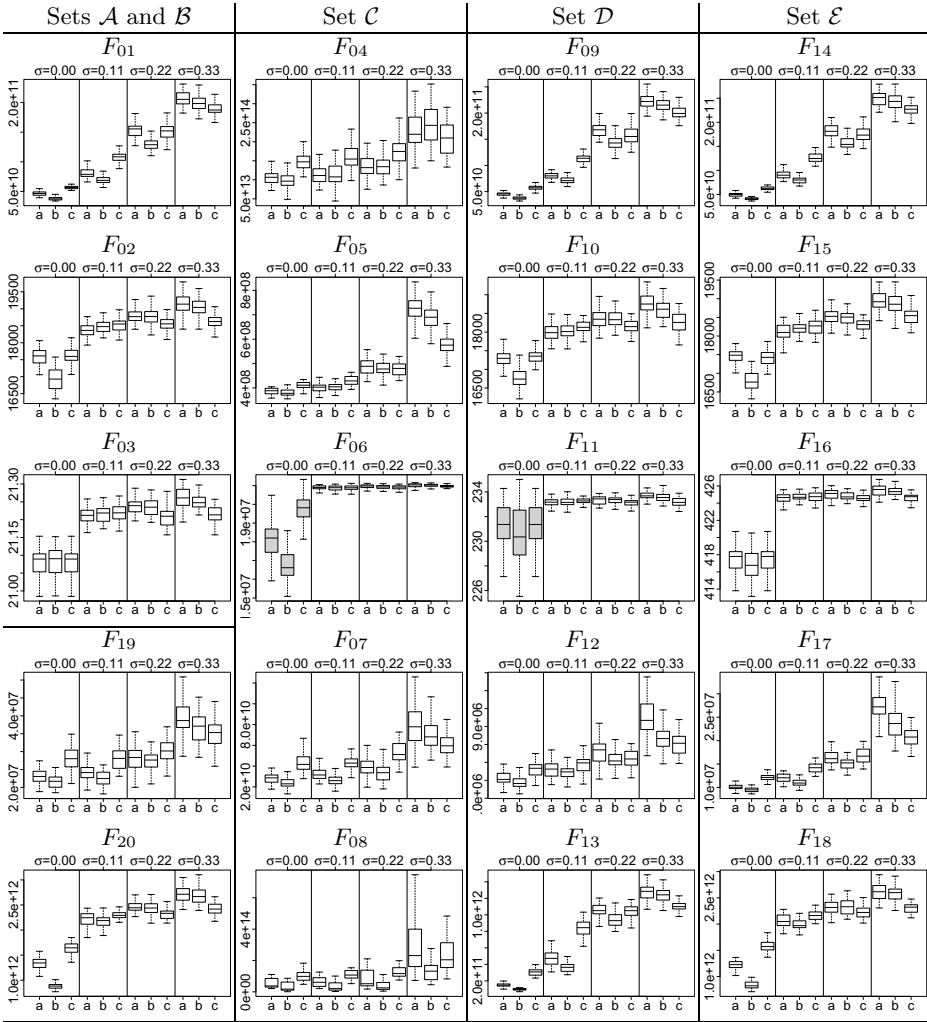 Sets 𝒜 and ℬ
Set 𝒞
Set 𝒟
Set ℰ
F01
σ=0.00 σ=0.11 σ=0.22 σ=0.33
5.0e+10 2.0e+11
a b c a b c a b c a b c
F04
σ=0.00 σ=0.11 σ=0.22 σ=0.33
5.0e+13 2.5e+14
a b c a b c a b c a b c
F09
σ=0.00 σ=0.11 σ=0.22 σ=0.33
5.0e+10 2.0e+11
a b c a b c a b c a b c
F14
σ=0.00 σ=0.11 σ=0.22 σ=0.33
5.0e+10 2.0e+11
a b c a b c a b c a b c
F02
σ=0.00 σ=0.11 σ=0.22 σ=0.33
16500 18000 19500
a b c a b c a b c a b c
F05
σ=0.00 σ=0.11 σ=0.22 σ=0.33
4e+08 6e+08 8e+08
a b c a b c a b c a b c
F10
σ=0.00 σ=0.11 σ=0.22 σ=0.33
16500 18000
a b c a b c a b c a b c
F15
σ=0.00 σ=0.11 σ=0.22 σ=0.33
16500 18000 19500
a b c a b c a b c a b c
F03
σ=0.00 σ=0.11 σ=0.22 σ=0.33
21.00 21.15 21.30
a b c a b c a b c a b c
F06
σ=0.00 σ=0.11 σ=0.22 σ=0.33
1.5e+07 1.9e+07
a b c a b c a b c a b c
F11
σ=0.00 σ=0.11 σ=0.22 σ=0.33
226 230 234
a b c a b c a b c a b c
F16
σ=0.00 σ=0.11 σ=0.22 σ=0.33
414 418 422 426
a b c a b c a b c a b c
F19
σ=0.00 σ=0.11 σ=0.22 σ=0.33
2.0e+07 4.0e+07
a b c a b c a b c a b c
F07
σ=0.00 σ=0.11 σ=0.22 σ=0.33
2.0e+10 8.0e+10
a b c a b c a b c a b c
F12
σ=0.00 σ=0.11 σ=0.22 σ=0.33
.0e+06 9.0e+06
a b c a b c a b c a b c
F17
σ=0.00 σ=0.11 σ=0.22 σ=0.33
1.0e+07 2.5e+07
a b c a b c a b c a b c
F20
σ=0.00 σ=0.11 σ=0.22 σ=0.33
1.0e+12 2.5e+12
a b c a b c a b c a b c
F08
σ=0.00 σ=0.11 σ=0.22 σ=0.33
0e+00 4e+14
a b c a b c a b c a b c
F13
σ=0.00 σ=0.11 σ=0.22 σ=0.33
2.0e+11 1.0e+12
a b c a b c a b c a b c
F18
σ=0.00 σ=0.11 σ=0.22 σ=0.33
1.0e+12 2.5e+12
a b c a b c a b c a b c